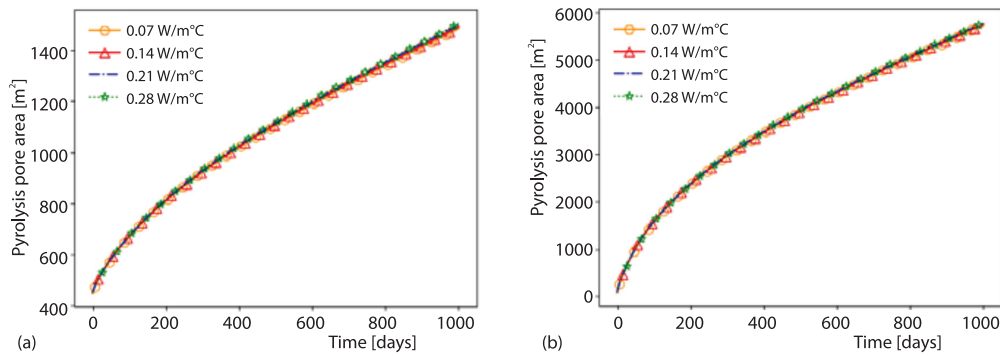 Pyrolysis pore area [m²]
1400
1200
1000
800
600
400
0.07 W/m°C
0.14 W/m°C
0.21 W/m°C
0.28 W/m°C
0 200 400 600 800 1000
(a)
Time [days]
Pyrolysis pore area [m²]
6000
5000
4000
3000
2000
1000
0
0.07 W/m°C
0.14 W/m°C
0.21 W/m°C
0.28 W/m°C
0 200 400 600 800 1000
(b)
Time [days]